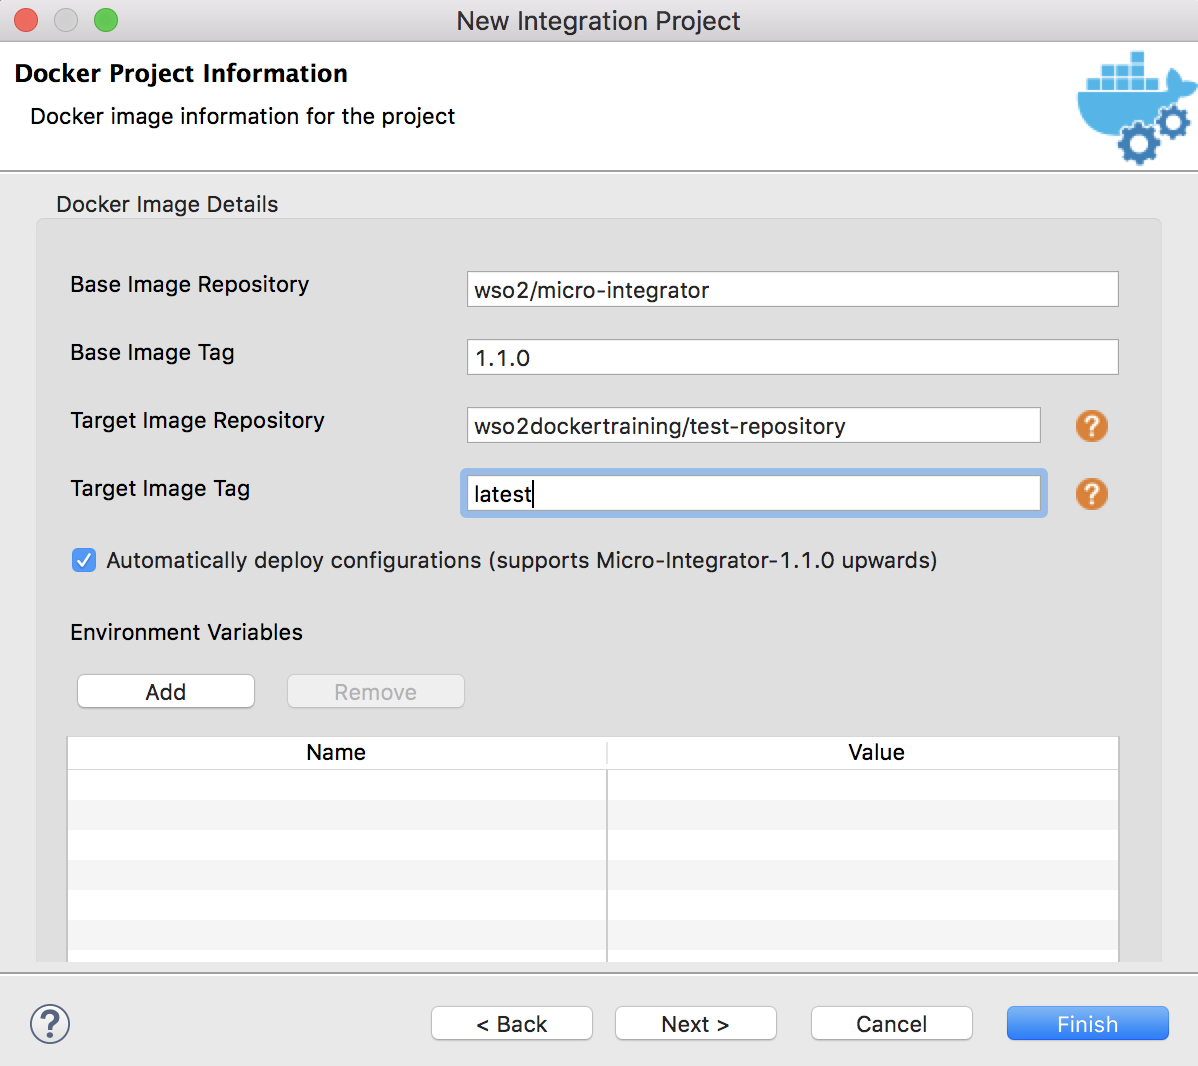 New Integration Project
Docker Project Information
Docker image information for the project
Docker Image Details
Base Image Repository
wso2/micro-integrator
Base Image Tag
1.1.0
Target Image Repository
wso2dockertraining/test-repository
?
Target Image Tag
latest
?
Automatically deploy configurations (supports Micro-Integrator-1.1.0 upwards)
Environment Variables
Add Remove
Name Value
? < Back Next > Cancel Finish